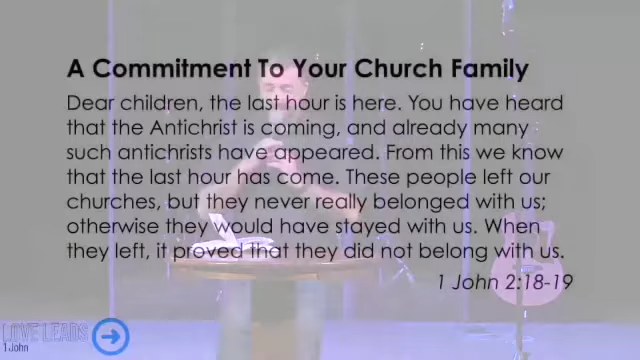 A Commitment To Your Church Family
Dear children, the last hour is here. You have heard
that the Antichrist is coming, and already many
such antichrists have appeared. From this we know
that the last hour has come. These people left our
churches, but they never really belonged with us;
otherwise they would have stayed with us. When
they left, it proved that they did not belong with us.
1 John 2:18-19
LOVE LEADS
1 John